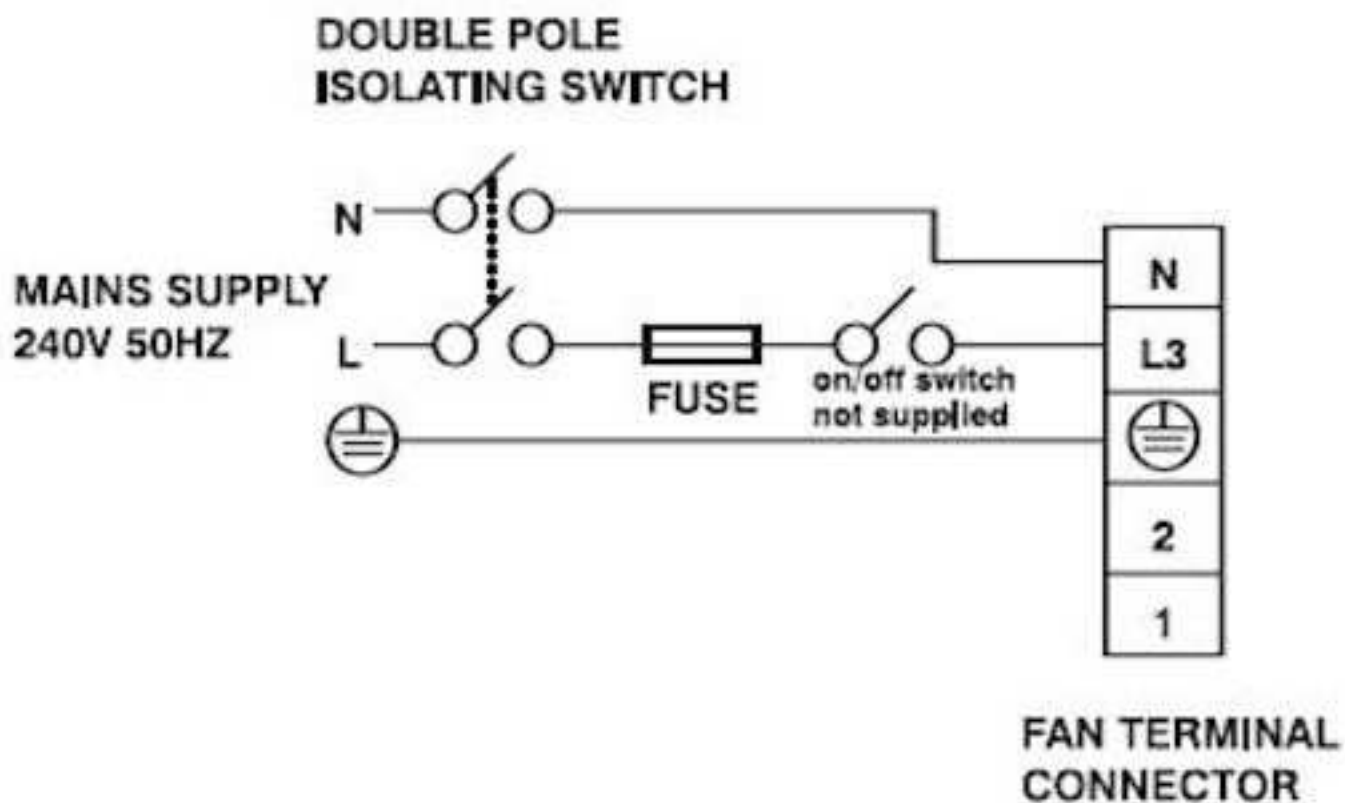 DOUBLE POLE
ISOLATING SWITCH
N
MAINS SUPPLY
240V 50HZ
L
FUSE
on/off switch
not supplied
N
L3
2
1
FAN TERMINAL
CONNECTOR